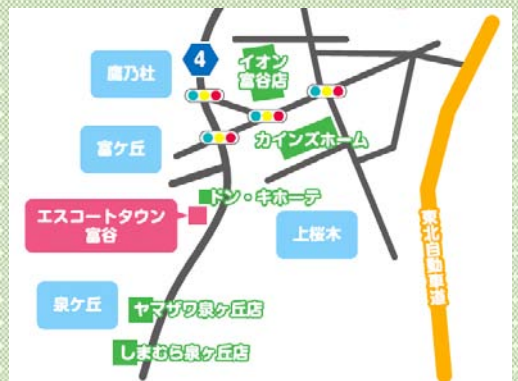 4
鷹乃杜
イオン
富谷店
富ケ丘
カインズホーム
ドン・キホーテ
エスコートタウン
富谷
上桜木
東北自動車道
泉ケ丘
ヤマザワ泉ヶ丘店
しまむら泉ヶ丘店